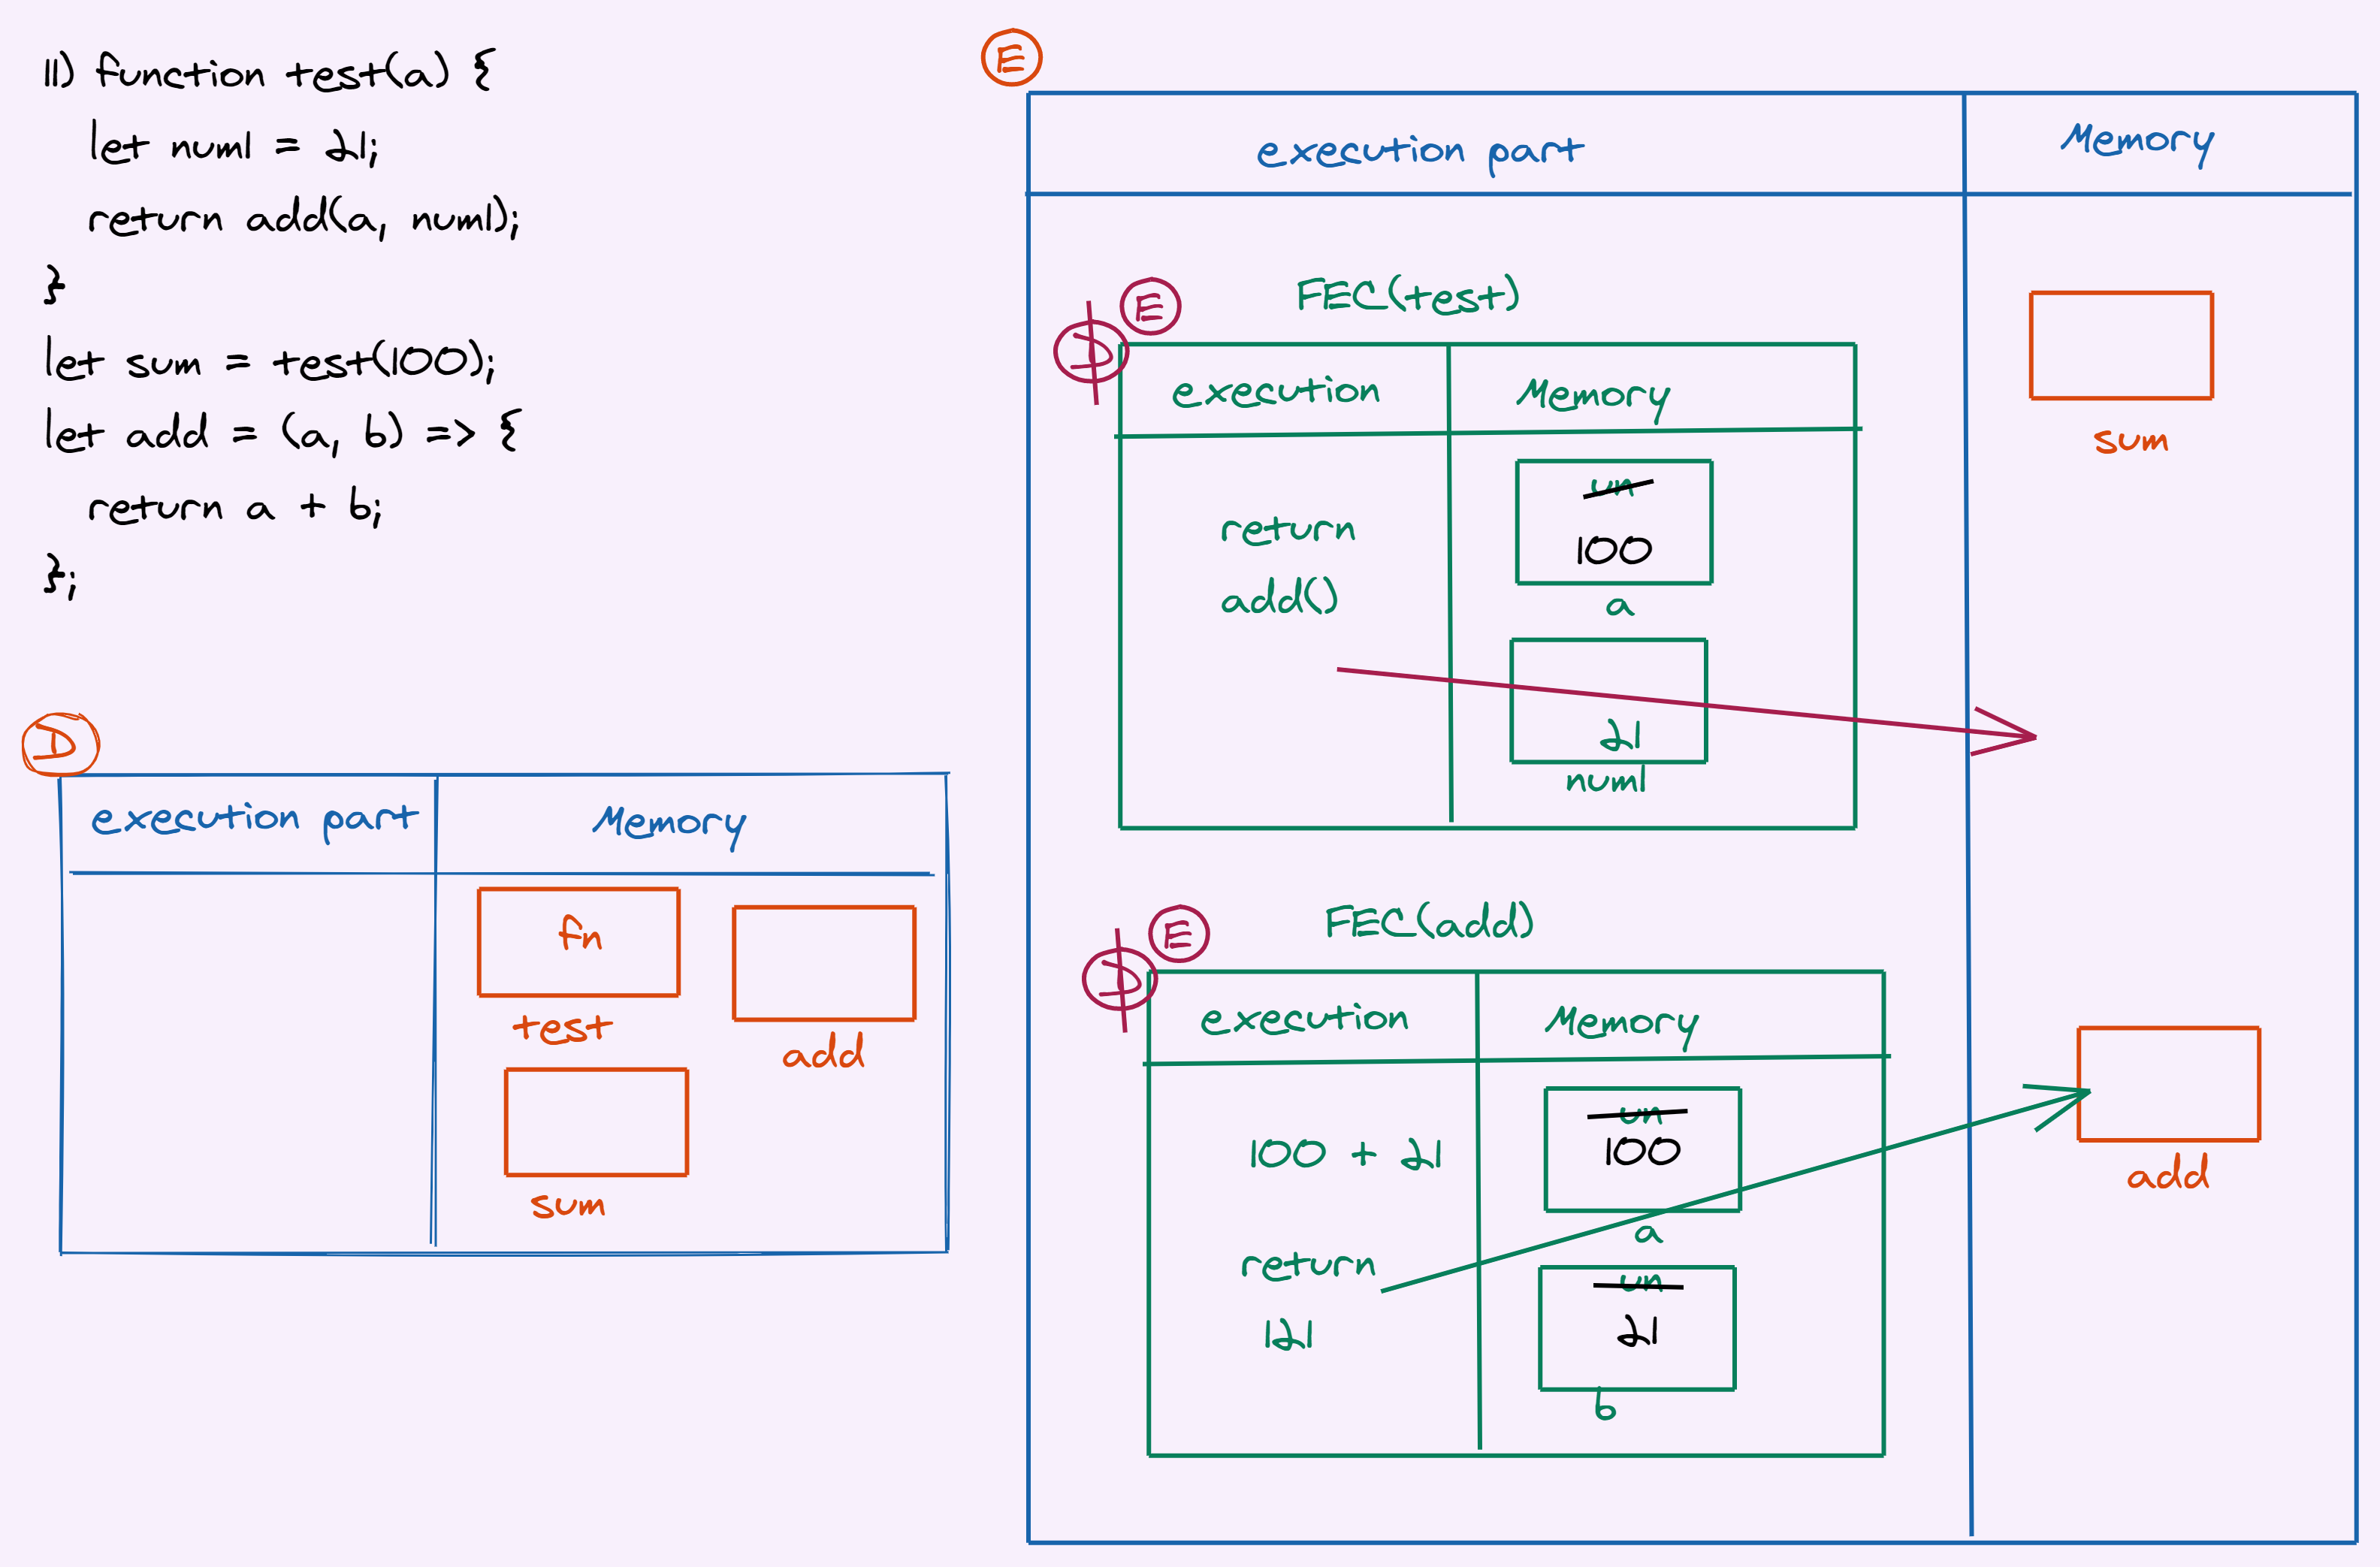 11) function test(a) {
let num1 = 21;
return add(a, num1);
}
let sum = test(100);
let add = (a, b) => {
return a + b;
};
D
execution part
Memory
fn
test
add
sum
E
execution part
Memory
FEC(test)
E
D
execution
Memory
return
add()
un
100
a
21
num1
sum
FEC(add)
E
D
execution
Memory
100 + 21
return
121
un
100
a
un
21
b
add